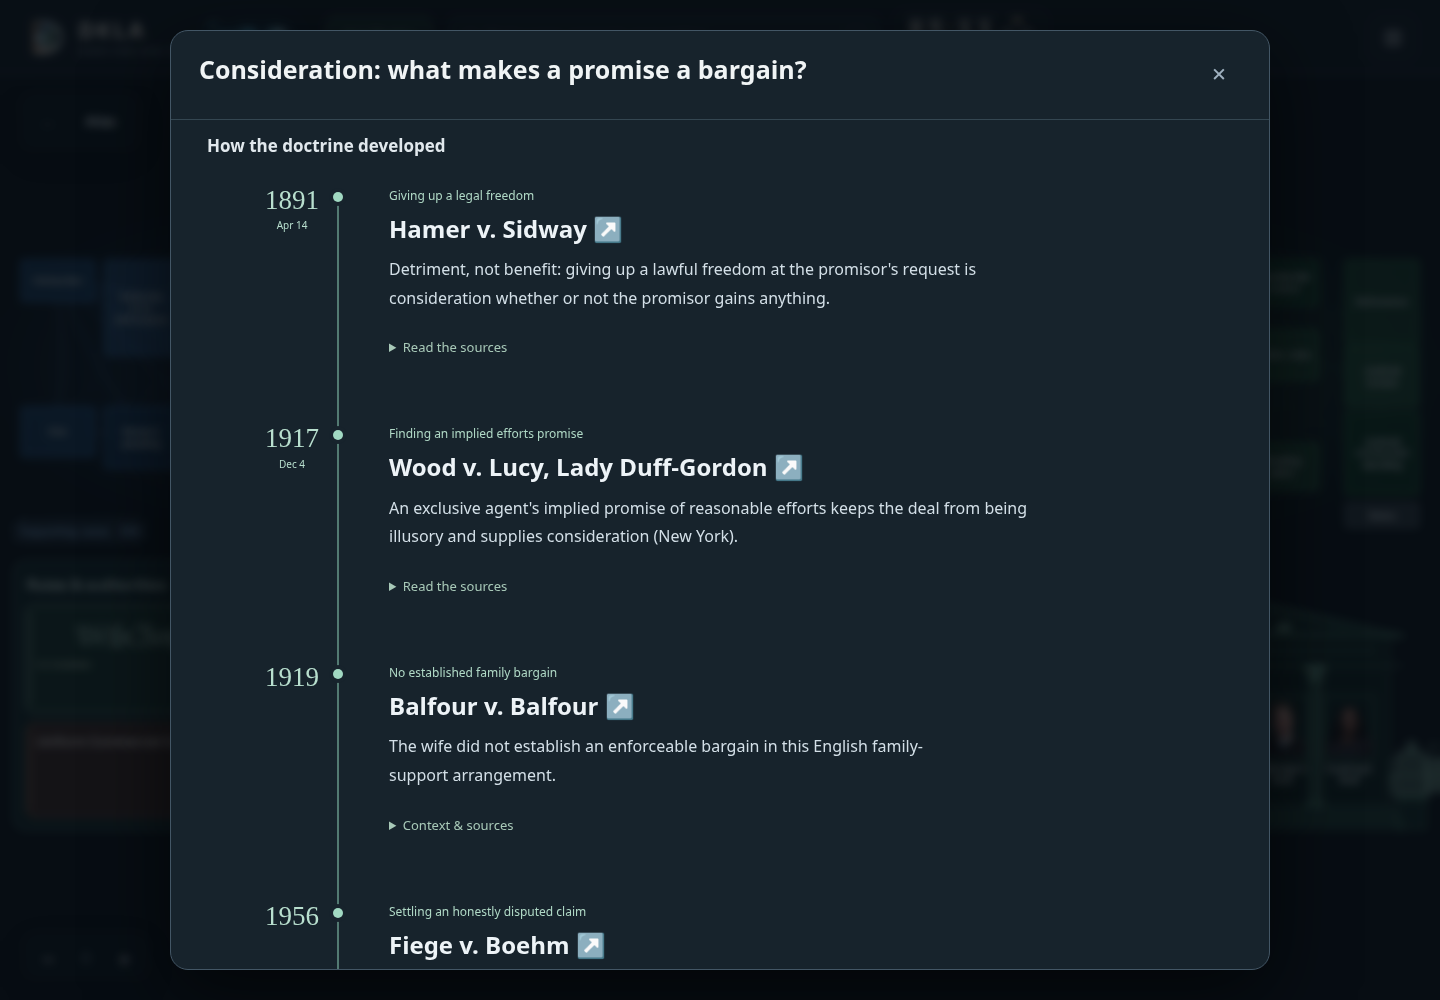 Consideration: what makes a promise a bargain?
×
How the doctrine developed
1891
Apr 14
Giving up a legal freedom
Hamer v. Sidway ↗
Detriment, not benefit: giving up a lawful freedom at the promisor's request is
consideration whether or not the promisor gains anything.
▶ Read the sources
1917
Dec 4
Finding an implied efforts promise
Wood v. Lucy, Lady Duff-Gordon ↗
An exclusive agent's implied promise of reasonable efforts keeps the deal from being
illusory and supplies consideration (New York).
▶ Read the sources
1919
No established family bargain
Balfour v. Balfour ↗
The wife did not establish an enforceable bargain in this English family-
support arrangement.
▶ Context & sources
1956
Settling an honestly disputed claim
Fiege v. Boehm ↗